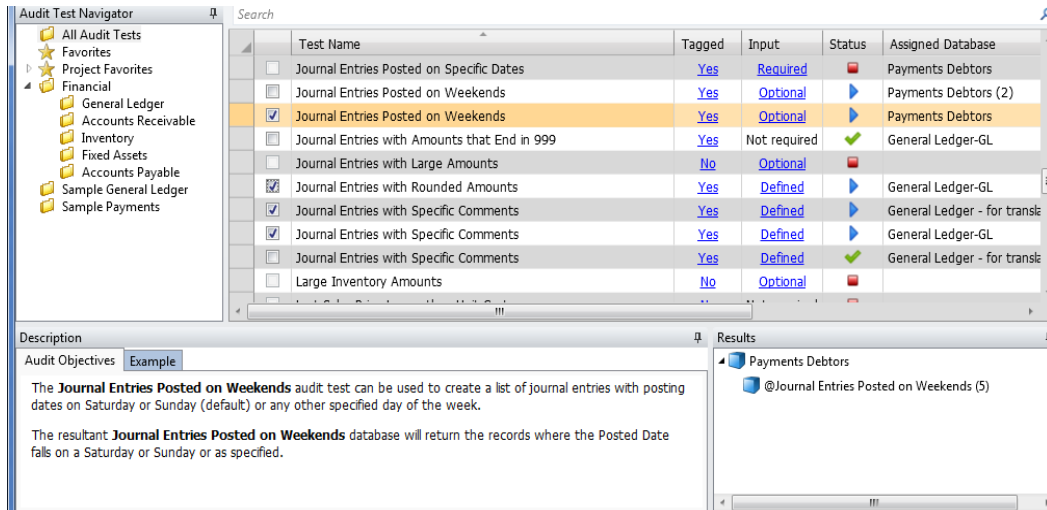 Audit Test Navigator
All Audit Tests
Favorites
Project Favorites
Financial
General Ledger
Accounts Receivable
Inventory
Fixed Assets
Accounts Payable
Sample General Ledger
Sample Payments
Search
Test Name Tagged Input Status Assigned Database
Journal Entries Posted on Specific Dates Yes Required Payments Debtors
Journal Entries Posted on Weekends Yes Optional Payments Debtors (2)
Journal Entries Posted on Weekends Yes Optional Payments Debtors
Journal Entries with Amounts that End in 999 Yes Not required General Ledger-GL
Journal Entries with Large Amounts No Optional
Journal Entries with Rounded Amounts Yes Defined General Ledger-GL
Journal Entries with Specific Comments Yes Defined General Ledger - for transla
Journal Entries with Specific Comments Yes Defined General Ledger-GL
Journal Entries with Specific Comments Yes Defined General Ledger - for transla
Large Inventory Amounts No Optional
Description
Audit Objectives Example
The Journal Entries Posted on Weekends audit test can be used to create a list of journal entries with posting
dates on Saturday or Sunday (default) or any other specified day of the week.
The resultant Journal Entries Posted on Weekends database will return the records where the Posted Date
falls on a Saturday or Sunday or as specified.
Results
Payments Debtors
@Journal Entries Posted on Weekends (5)